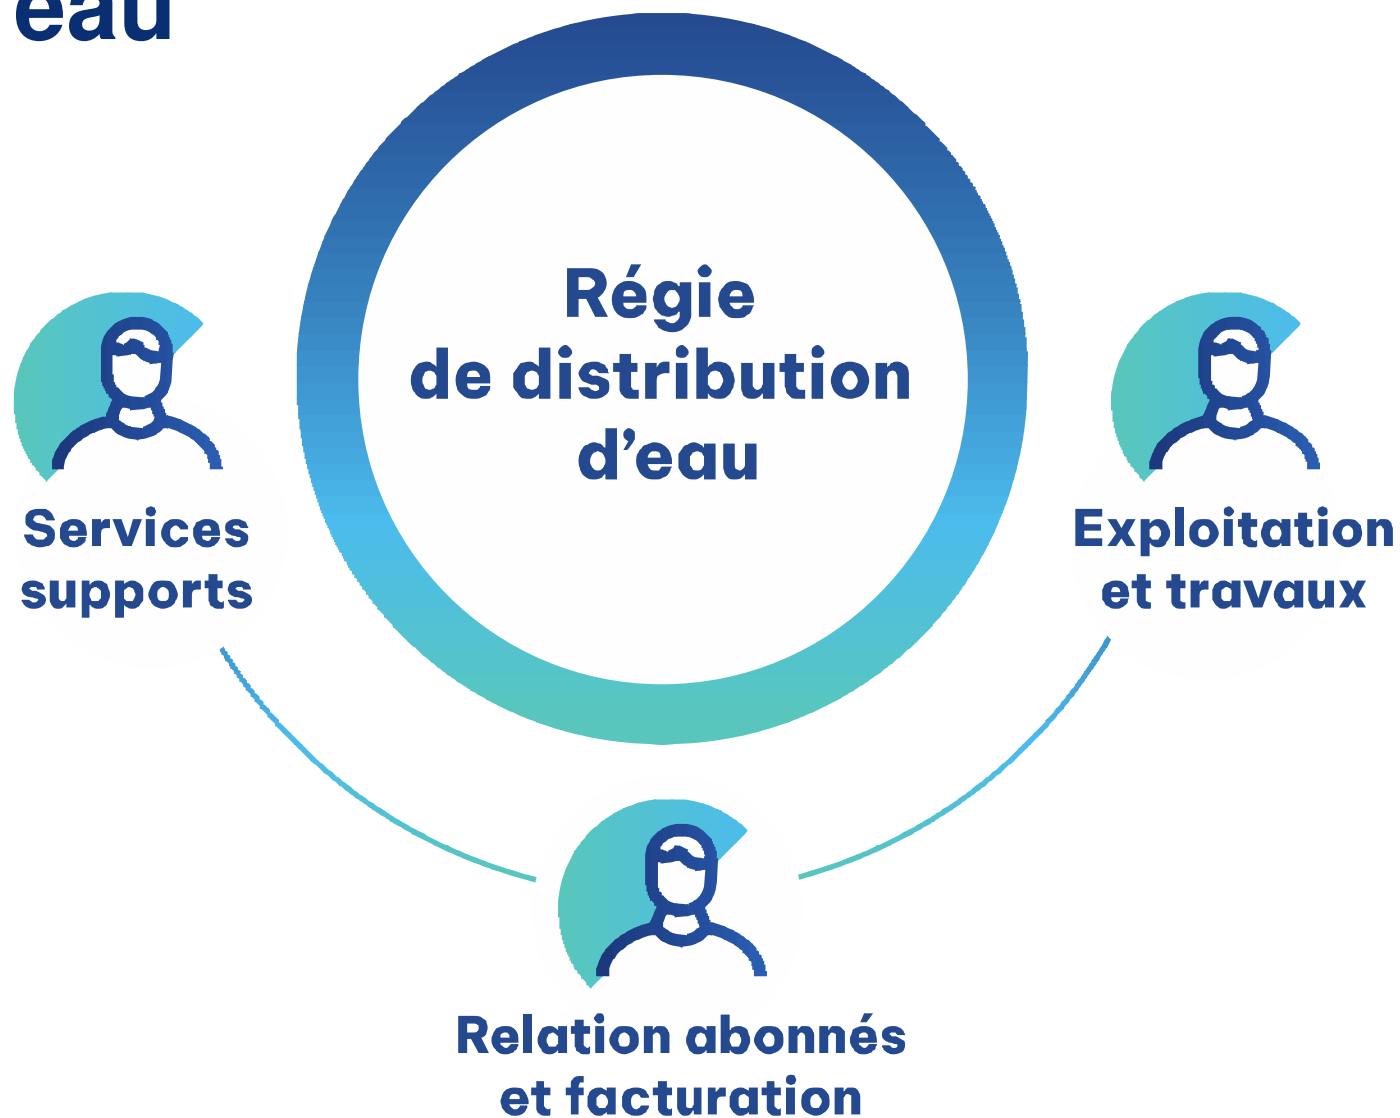 eau
Régie
de distribution
d’eau
Services
supports
Exploitation
et travaux
Relation abonnés
et facturation